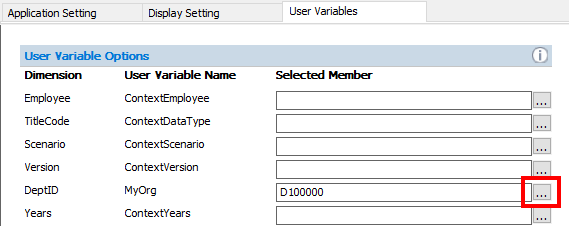 Application Setting Display Setting User Variables
User Variable Options
Dimension User Variable Name Selected Member
Employee ContextEmployee ...
TitleCode ContextDataType ...
Scenario ContextScenario ...
Version ContextVersion ...
DeptID MyOrg D100000 ...
Years ContextYears ...